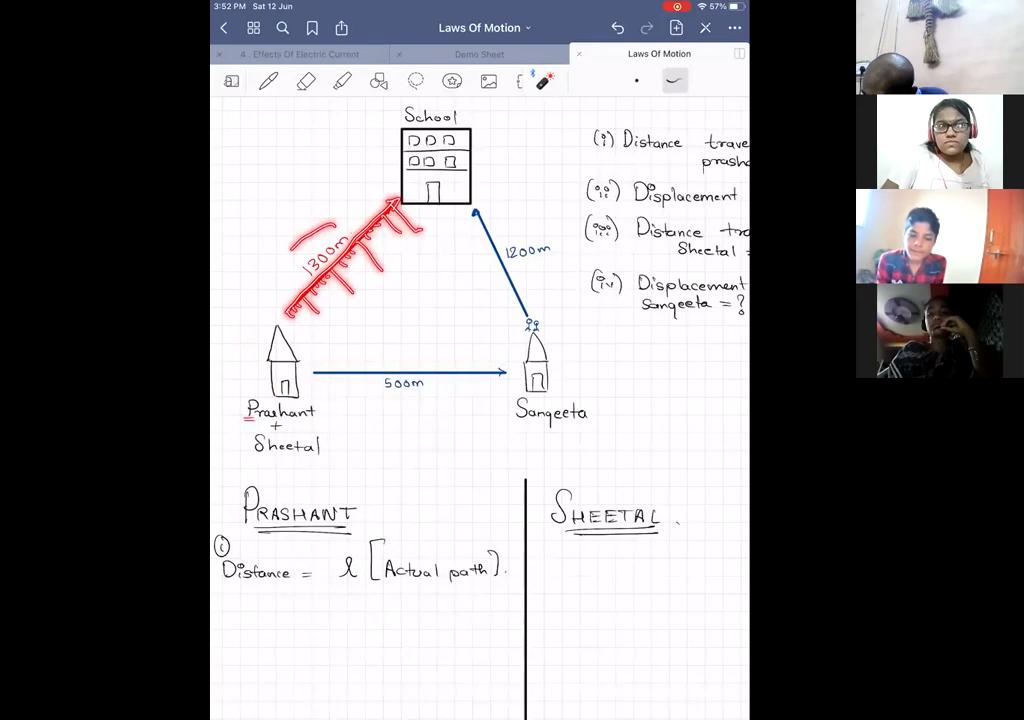 3:52 PM Sat 12 Jun
57%
Laws Of Motion
4. Effects Of Electric Current
Demo Sheet
Laws Of Motion
School
1300m
1200m
500m
Prashant
+
Sheetal
Sangeeta
(i) Distance trave
prasha
(ii) Displacement
(iii) Distance tra
Sheetal =
(iv) Displacement
sangeeta = ?
PRASHANT
(i)
Distance = l [Actual path].
SHEETAL.